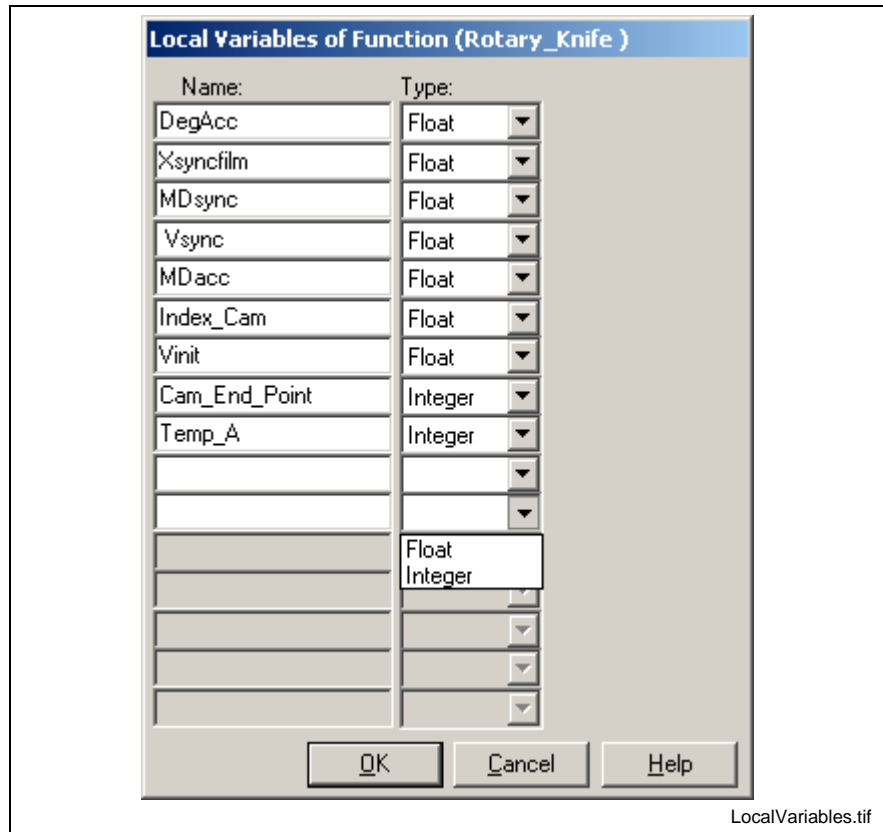 Local Variables of Function (Rotary_Knife )
Name: Type:
DegAcc Float
Xsyncfilm Float
MDsync Float
Vsync Float
MDacc Float
Index_Cam Float
Vinit Float
Cam_End_Point Integer
Temp_A Integer
Float
Integer
OK Cancel Help
LocalVariables.tif